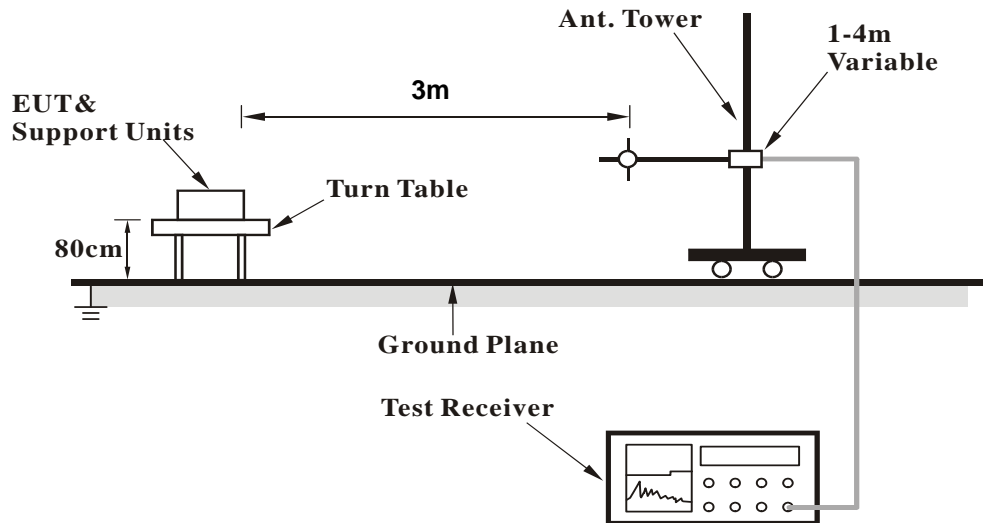 Ant. Tower
1-4m
Variable
3m
EUT&
Support Units
Turn Table
80cm
Ground Plane
Test Receiver